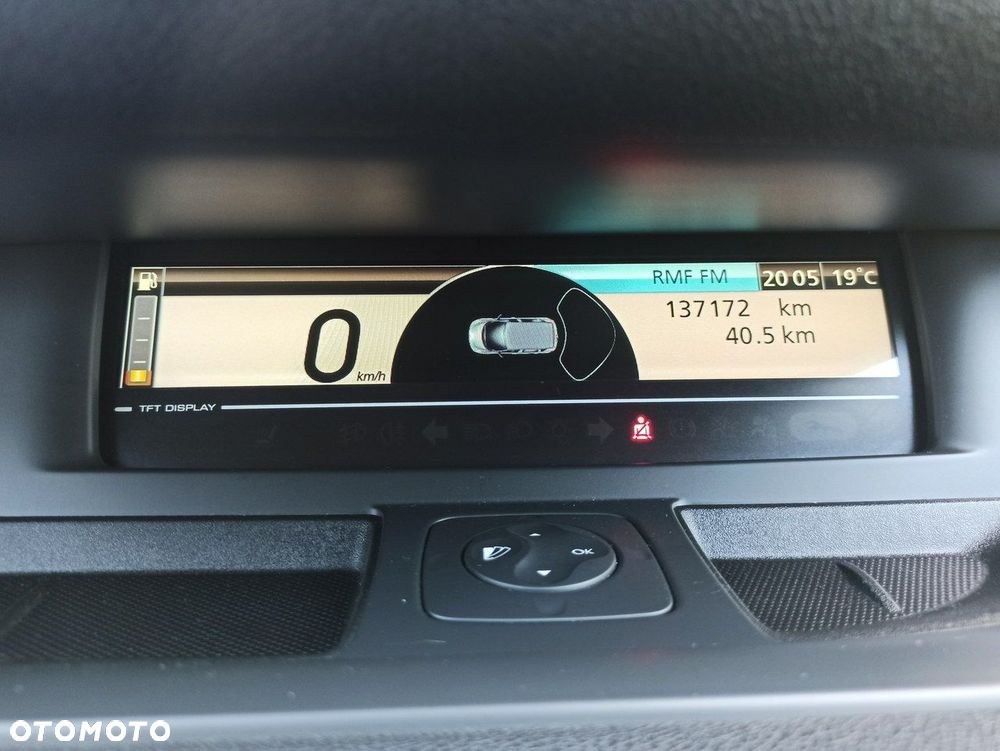 RMF FM 20 05 19°C
137172 km
40.5 km
0 km/h
TFT DISPLAY
OK
OTOMOTO